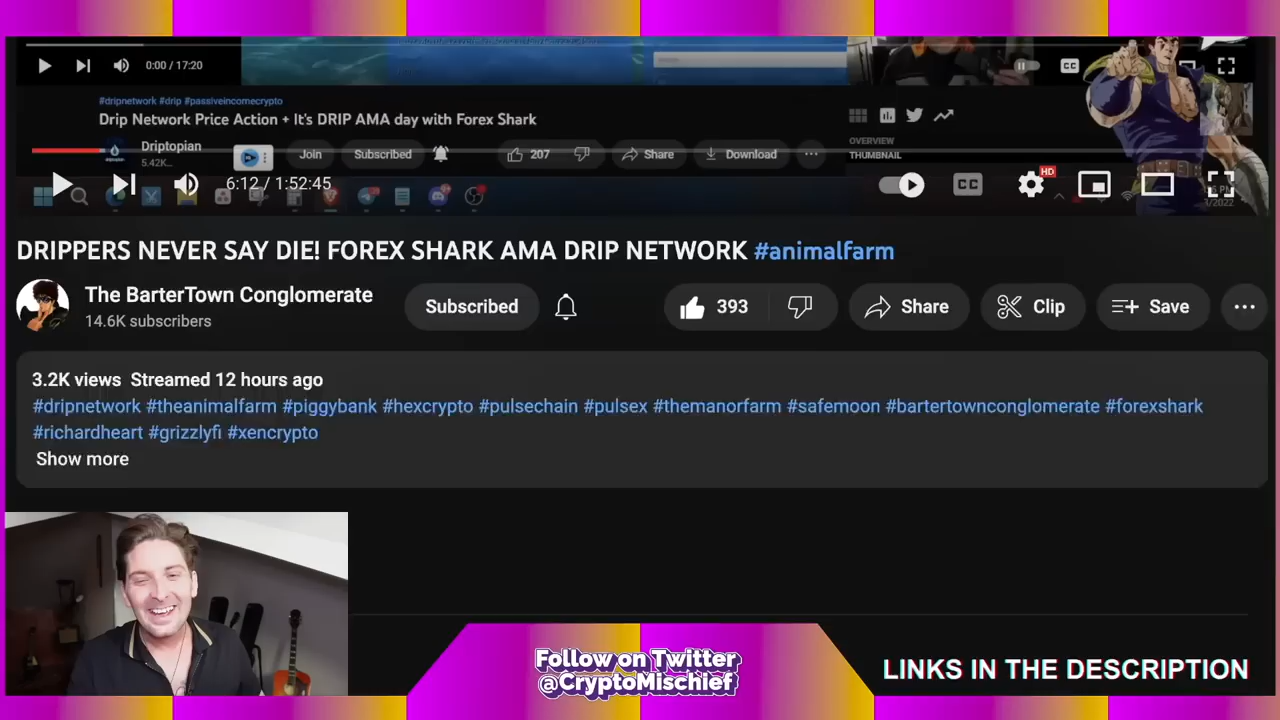 0:00 / 17:20
CC
#dripnetwork #drip #passiveincomecrypto
Drip Network Price Action + It's DRIP AMA day with Forex Shark
OVERVIEW
THUMBNAIL
Driptopian
5.42K...
Join
Subscribed
207
Share
Download
6:12 / 1:52:45
CC
HD
DRIPPERS NEVER SAY DIE! FOREX SHARK AMA DRIP NETWORK #animalfarm
The BarterTown Conglomerate
14.6K subscribers
Subscribed
393
Share
Clip
Save
3.2K views Streamed 12 hours ago
#dripnetwork #theanimalfarm #piggybank #hexcrypto #pulsechain #pulsex #themanorfarm #safemoon #bartertownconglomerate #forexshark
#richardheart #grizzlyfi #xencrypto
Show more
Follow on Twitter
@CryptoMischief
LINKS IN THE DESCRIPTION